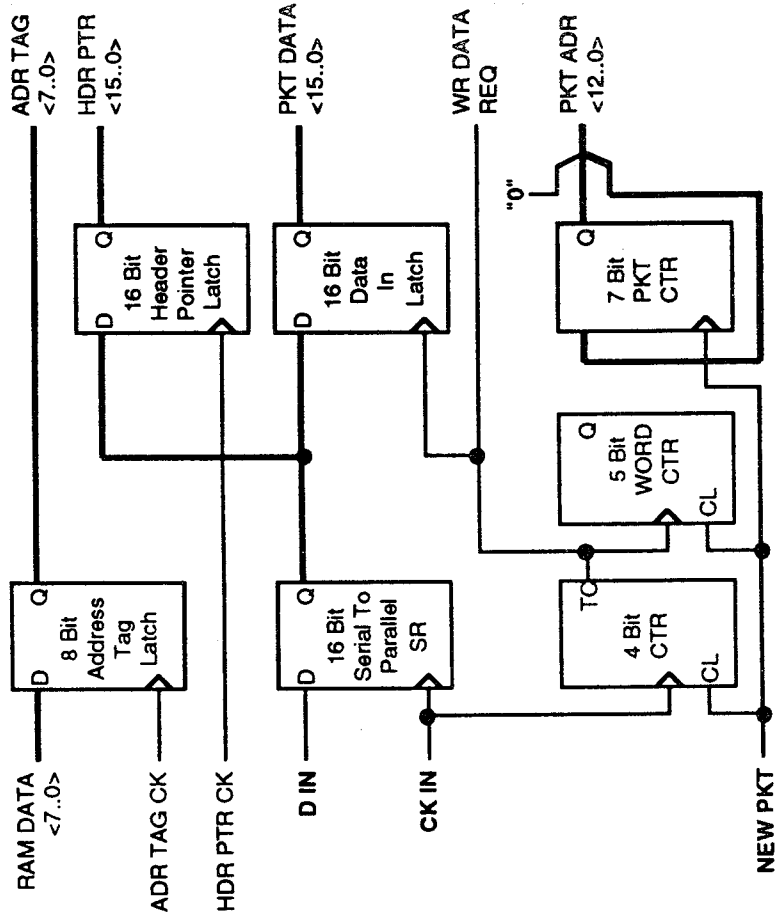 RAM DATA
<7..0>
ADR TAG CK
HDR PTR CK
D
Q
8 Bit
Address
Tag
Latch
ADR TAG
<7..0>
D
Q
16 Bit
Header
Pointer
Latch
HDR PTR
<15..0>
D IN
CK IN
D
Q
16 Bit
Serial To
Parallel
SR
D
Q
16 Bit
Data
In
Latch
PKT DATA
<15..0>
WR DATA
REQ
TC
4 Bit
CTR
CL
Q
5 Bit
WORD
CTR
CL
Q
7 Bit
PKT
CTR
"0"
PKT ADR
<12..0>
NEW PKT